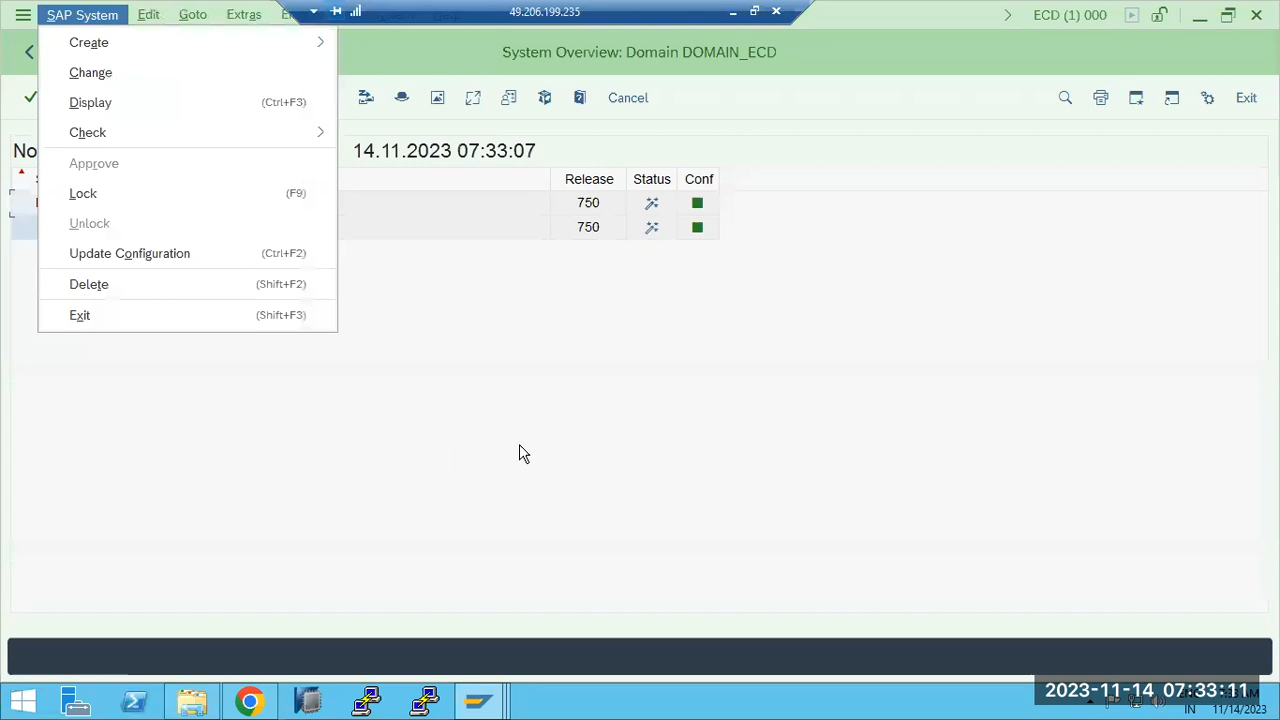 SAP System Edit Goto Extras
49.206.199.235
ECD (1) 000
System Overview: Domain DOMAIN_ECD
Cancel
Exit
Create
Change
Display (Ctrl+F3)
Check
Approve
Lock (F9)
Unlock
Update Configuration (Ctrl+F2)
Delete (Shift+F2)
Exit (Shift+F3)
No
14.11.2023 07:33:07
Release Status Conf
750
750
2023-11-14 07:33:11
IN 11/14/2023